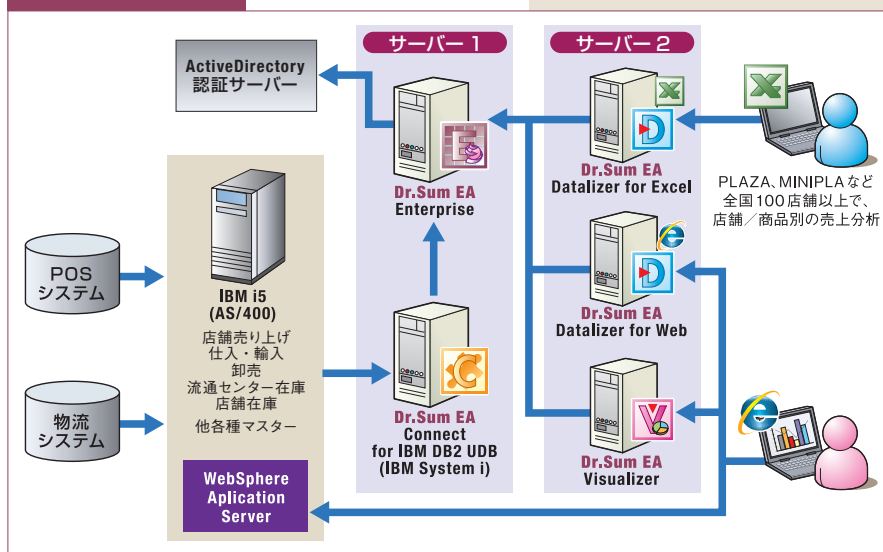 サーバー 1
サーバー 2
ActiveDirectory
認証サーバー
Dr.Sum EA
Enterprise
Dr.Sum EA
Datalizer for Excel
PLAZA、MINIPLAなど
全国100店舗以上で、
店舗／商品別の売上分析
POS
システム
物流
システム
IBM i5
(AS/400)
店舗売り上げ
仕入・輸入
卸売
流通センター在庫
店舗在庫
他各種マスター
WebSphere
Aplication
Server
Dr.Sum EA
Connect
for IBM DB2 UDB
(IBM System i)
Dr.Sum EA
Datalizer for Web
Dr.Sum EA
Visualizer